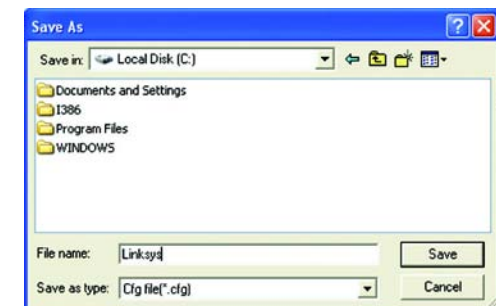 Save As
Save in: Local Disk (C:)
Documents and Settings
I386
Program Files
WINDOWS
File name: Linksys Save
Save as type: Cfg file(*.cfg) Cancel